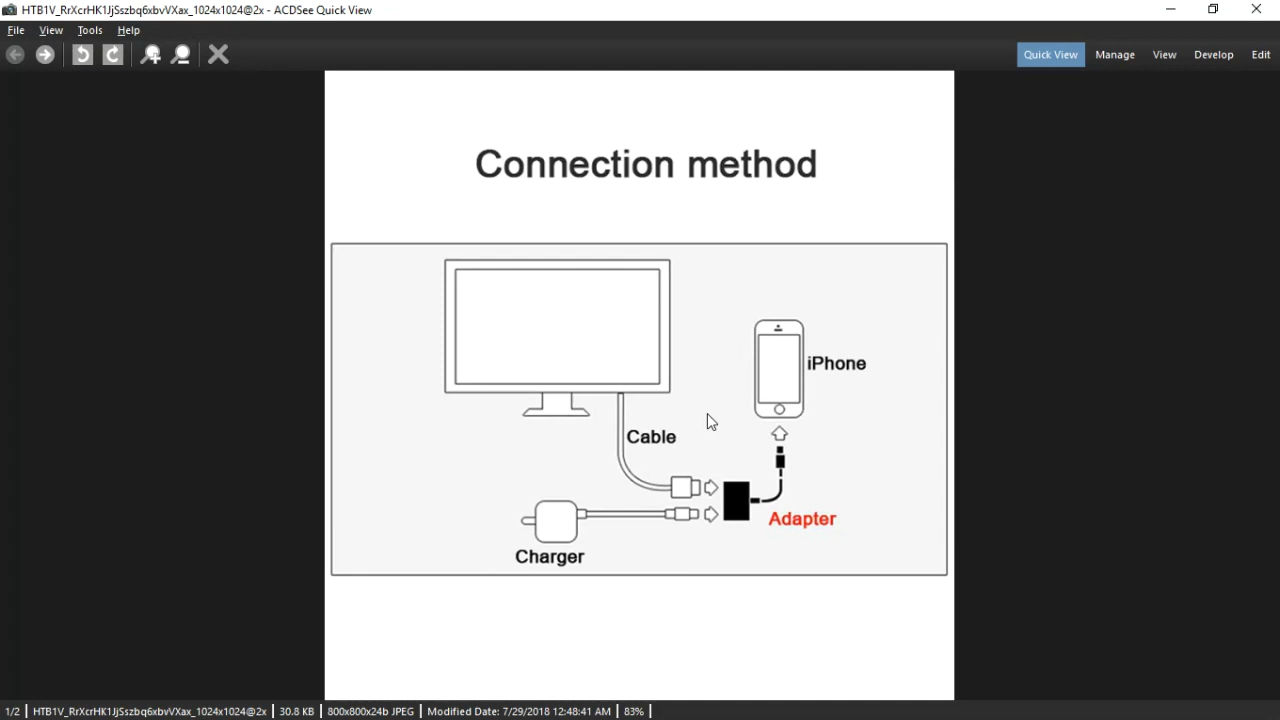 HTB1V_RrXcrHK1JjSszbq6xbvVXax_1024x1024@2x - ACDSee Quick View
File View Tools Help
Quick View Manage View Develop Edit
Connection method
iPhone
Cable
Adapter
Charger
1/2 HTB1V_RrXcrHK1JjSszbq6xbvVXax_1024x1024@2x 30.8 KB 800x800x24b JPEG Modified Date: 7/29/2018 12:48:41 AM 83%